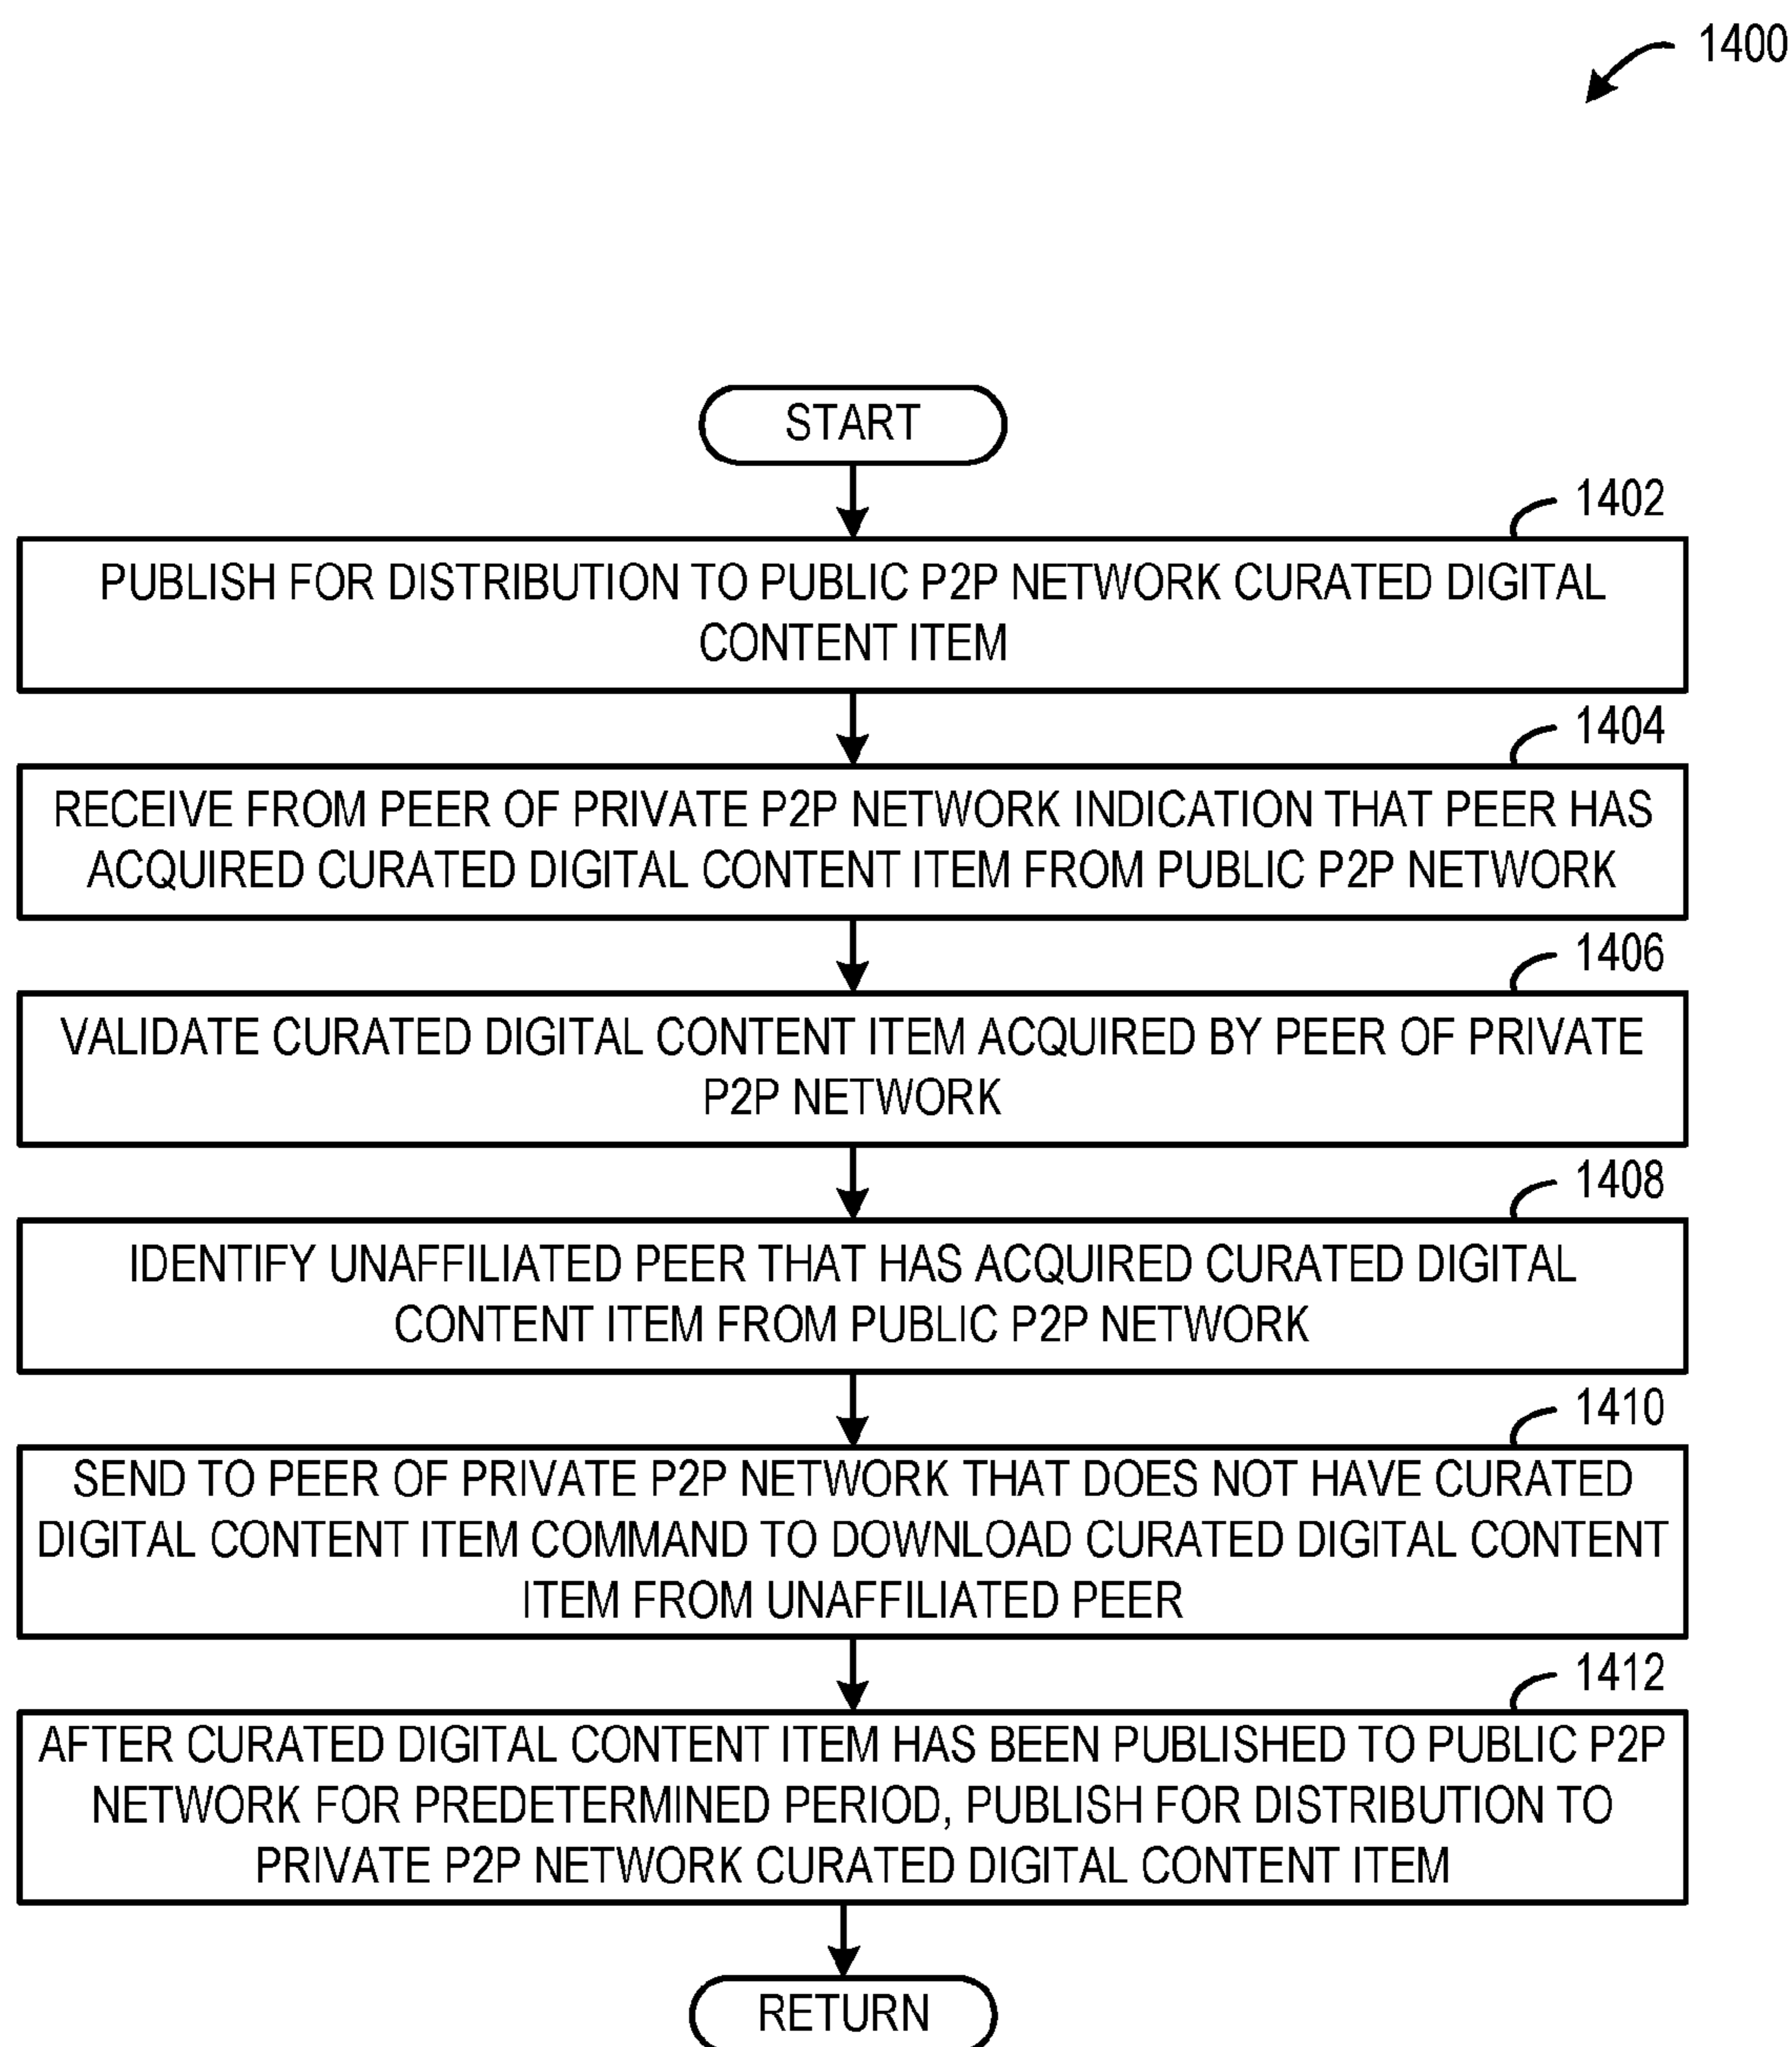 1400
START
1402
PUBLISH FOR DISTRIBUTION TO PUBLIC P2P NETWORK CURATED DIGITAL
CONTENT ITEM
1404
RECEIVE FROM PEER OF PRIVATE P2P NETWORK INDICATION THAT PEER HAS
ACQUIRED CURATED DIGITAL CONTENT ITEM FROM PUBLIC P2P NETWORK
1406
VALIDATE CURATED DIGITAL CONTENT ITEM ACQUIRED BY PEER OF PRIVATE
P2P NETWORK
1408
IDENTIFY UNAFFILIATED PEER THAT HAS ACQUIRED CURATED DIGITAL
CONTENT ITEM FROM PUBLIC P2P NETWORK
1410
SEND TO PEER OF PRIVATE P2P NETWORK THAT DOES NOT HAVE CURATED
DIGITAL CONTENT ITEM COMMAND TO DOWNLOAD CURATED DIGITAL CONTENT
ITEM FROM UNAFFILIATED PEER
1412
AFTER CURATED DIGITAL CONTENT ITEM HAS BEEN PUBLISHED TO PUBLIC P2P
NETWORK FOR PREDETERMINED PERIOD, PUBLISH FOR DISTRIBUTION TO
PRIVATE P2P NETWORK CURATED DIGITAL CONTENT ITEM
RETURN